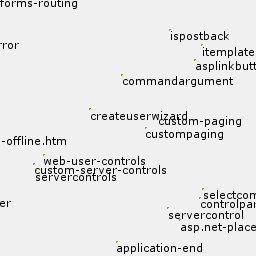 forms-routing
ispostback
rror
itemplate
asplinkbutt
commandargument
createuserwizard
custom-paging
custompaging
-offline.htm
web-user-controls
custom-server-controls
servercontrols
selectcom
controlpar
er
servercontrol
asp.net-place
application-end